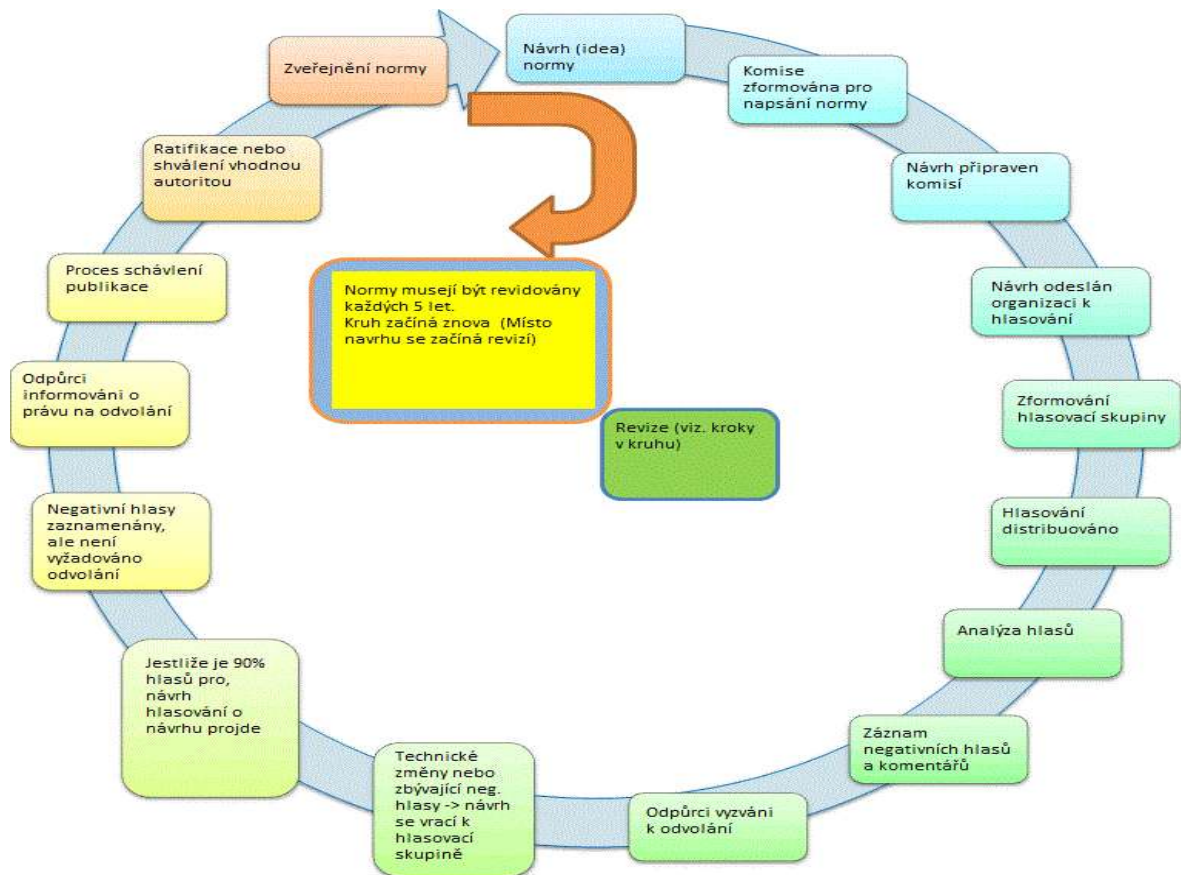 Návrh (idea)
normy
Komise
zformována pro
napsání normy
Návrh připraven
komisí
Návrh odeslán
organizaci k
hlasování
Zformování
hlasovací skupiny
Hlasování
distribuováno
Analýza hlasů
Záznam
negativních hlasů
a komentářů
Odpůrci vyzváni
k odvolání
Technické
změny nebo
zbývající neg.
hlasy -> návrh
se vrací k
hlasovací
skupině
Jestliže je 90%
hlasů pro,
návrh
hlasování o
návrhu projde
Negativní hlasy
zaznamenány,
ale není
vyžadováno
odvolání
Odpůrci
informováni o
právu na odvolání
Proces schávlení
publikace
Ratifikace nebo
shválení vhodnou
autoritou
Zveřejnění normy
Normy musejí být revidovány
každých 5 let.
Kruh začíná znova (Místo
navrhu se začíná revizí)
Revize (viz. kroky
v kruhu)